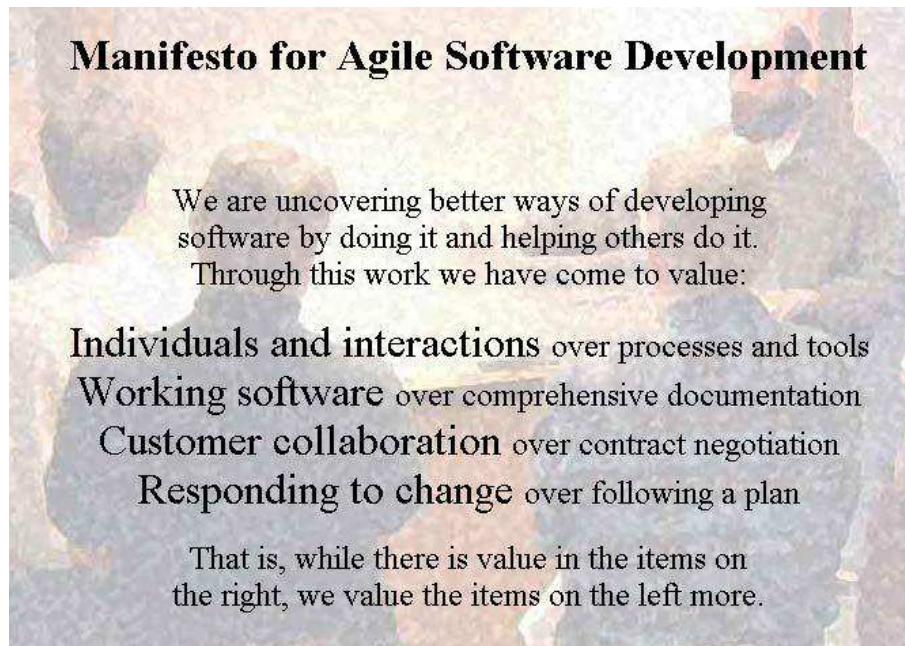 Manifesto for Agile Software Development
We are uncovering better ways of developing
software by doing it and helping others do it.
Through this work we have come to value:
Individuals and interactions over processes and tools
Working software over comprehensive documentation
Customer collaboration over contract negotiation
Responding to change over following a plan
That is, while there is value in the items on
the right, we value the items on the left more.